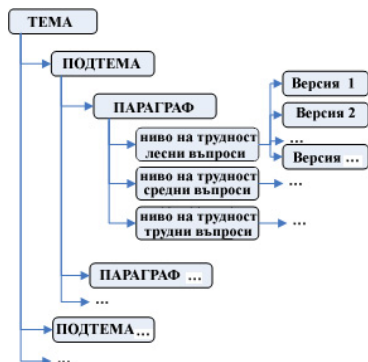 ТЕМА
ПОДТЕМА
ПАРАГРАФ
ниво на трудност
лесни въпроси
Версия 1
Версия 2
...
Версия ...
ниво на трудност
средни въпроси
...
ниво на трудност
трудни въпроси
...
ПАРАГРАФ ...
...
ПОДТЕМА...
...